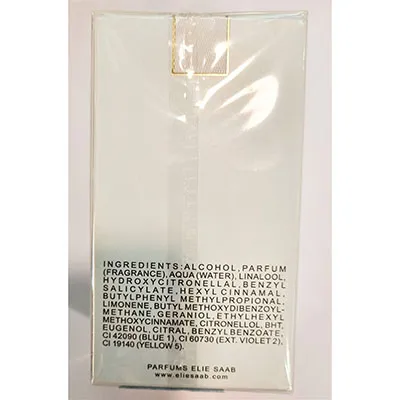 INGREDIENTS: ALCOHOL, PARFUM
(FRAGRANCE), AQUA (WATER), LINALOOL,
HYDROXYCITRONELLAL, BENZYL
SALICYLATE, HEXYL CINNAMAL,
BUTYLPHENYL METHYLPROPIONAL,
LIMONENE, BUTYL METHOXYDIBENZOYL-
METHANE, GERANIOL, ETHYLHEXYL
METHOXYCINNAMATE, CITRONELLOL, BHT,
EUGENOL, CITRAL, BENZYL BENZOATE,
CI 42090 (BLUE 1), CI 60730 (EXT. VIOLET 2),
CI 19140 (YELLOW 5).
PARFUMS ELIE SAAB
www.eliesaab.com